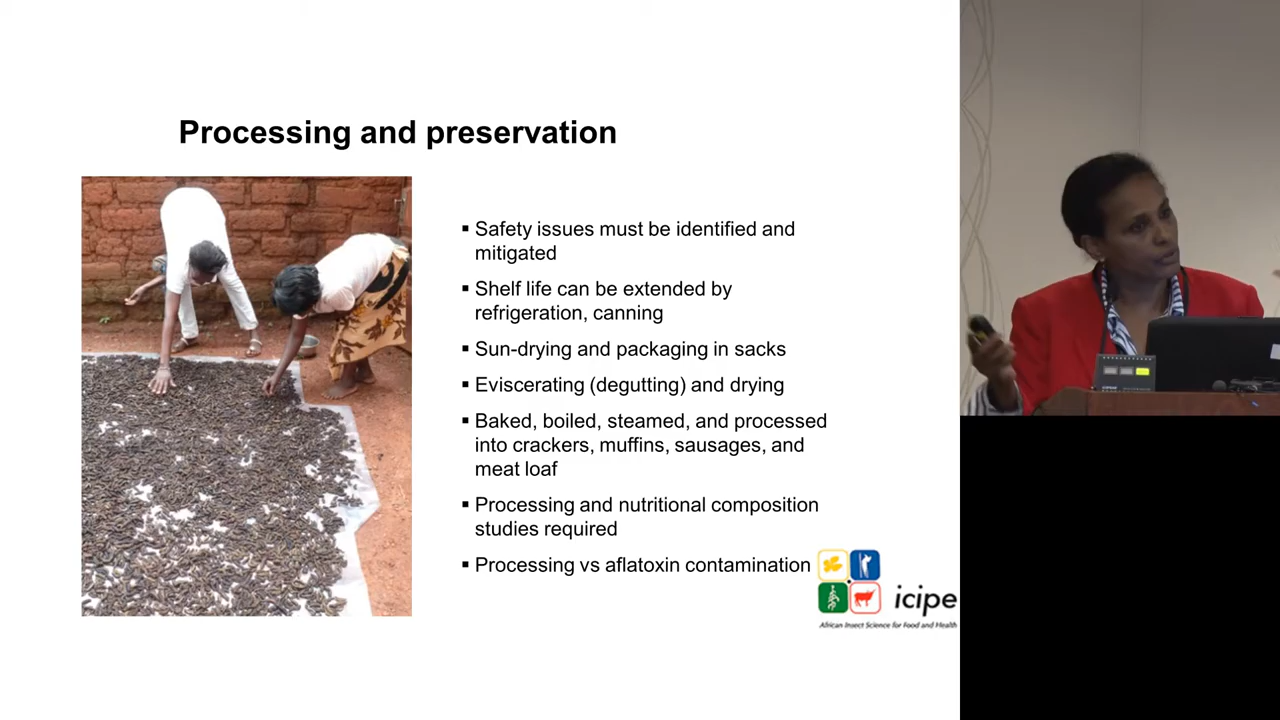 Processing and preservation
▪ Safety issues must be identified and
mitigated
▪ Shelf life can be extended by
refrigeration, canning
▪ Sun-drying and packaging in sacks
▪ Eviscerating (degutting) and drying
▪ Baked, boiled, steamed, and processed
into crackers, muffins, sausages, and
meat loaf
▪ Processing and nutritional composition
studies required
▪ Processing vs aflatoxin contamination
icipe
African Insect Science for Food and Health